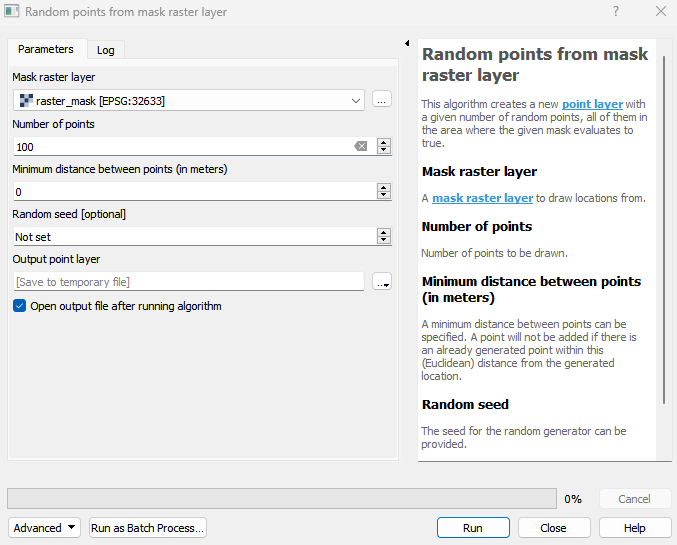 Random points from mask raster layer
?
Parameters
Log
Mask raster layer
raster_mask [EPSG:32633]
...
Number of points
100
Minimum distance between points (in meters)
0
Random seed [optional]
Not set
Output point layer
[Save to temporary file]
...
Open output file after running algorithm
Random points from mask
raster layer
This algorithm creates a new point layer with
a given number of random points, all of them in
the area where the given mask evaluates to
true.
Mask raster layer
A mask raster layer to draw locations from.
Number of points
Number of points to be drawn.
Minimum distance between points
(in meters)
A minimum distance between points can be
specified. A point will not be added if there is
an already generated point within this
(Euclidean) distance from the generated
location.
Random seed
The seed for the random generator can be
provided.
0%
Cancel
Advanced
Run as Batch Process...
Run
Close
Help